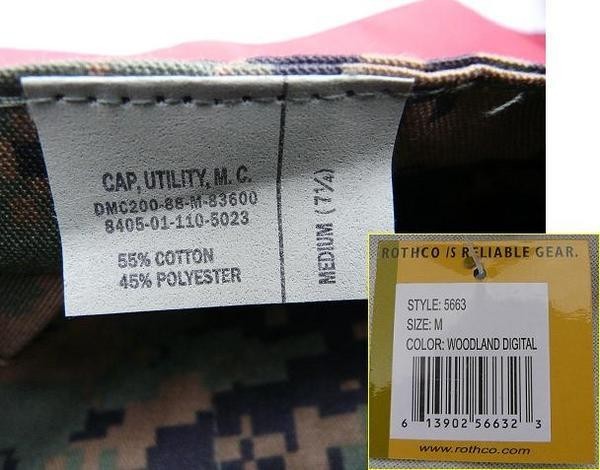 CAP, UTILITY, M. C.
DMC200-88-M-83600
8405-01-110-5023
55% COTTON
45% POLYESTER
MEDIUM (7¼)
ROTHCO IS RELIABLE GEAR.
STYLE: 5663
SIZE: M
COLOR: WOODLAND DIGITAL
6 13902 56632 3
www.rothco.com